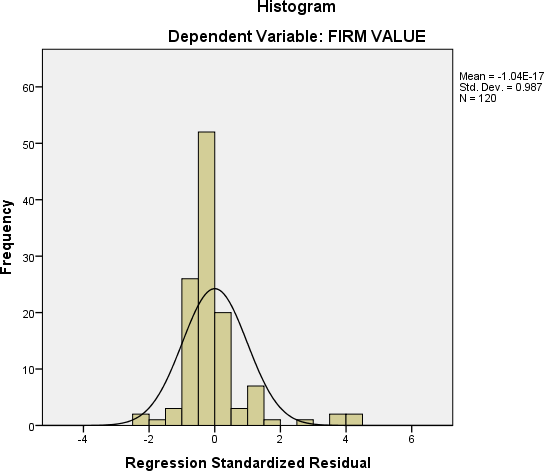 Histogram
Dependent Variable: FIRM VALUE
Mean = -1.04E-17
Std. Dev. = 0.987
N = 120
Frequency
60
50
40
30
20
10
0
-4 -2 0 2 4 6
Regression Standardized Residual